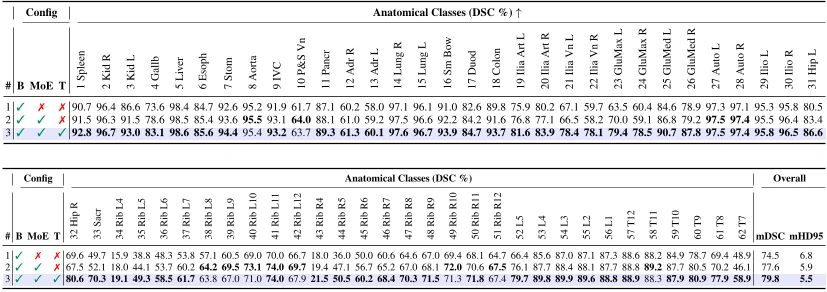 Config Anatomical Classes (DSC %) ↑
# B MoE T 1 Spleen 2 Kid R 3 Kid L 4 Gallb 5 Liver 6 Esoph 7 Stom 8 Aorta 9 IVC 10 P&S Vn 11 Pancr 12 Adr R 13 Adr L 14 Lung R 15 Lung L 16 Sm Bow 17 Duod 18 Colon 19 Ilia Art L 20 Ilia Art R 21 Ilia Vn L 22 Ilia Vn R 23 GluMax L 24 GluMax R 25 GluMed L 26 GluMed R 27 Auto L 28 Auto R 29 Ilio L 30 Ilio R 31 Hip L
1 ✓ ✗ ✗ 90.7 96.4 86.6 73.6 98.4 84.7 92.6 95.2 91.9 61.7 87.1 60.2 58.0 97.1 96.1 91.0 82.6 89.8 75.9 80.2 67.1 59.7 63.5 60.4 84.6 78.9 97.3 97.1 95.3 95.8 80.5
2 ✓ ✓ ✗ 91.5 96.3 91.5 78.6 98.5 85.4 93.6 95.5 93.1 64.0 88.1 61.0 59.2 97.5 96.6 92.2 84.2 91.6 76.8 77.1 66.5 58.2 70.0 59.1 86.8 79.2 97.5 97.4 95.5 96.4 83.4
3 ✓ ✓ ✓ 92.8 96.7 93.0 83.1 98.6 85.6 94.4 95.4 93.2 63.7 89.3 61.3 60.1 97.6 96.7 93.9 84.7 93.7 81.6 83.9 78.4 78.1 79.4 78.5 90.7 87.8 97.5 97.4 95.8 96.5 86.6
Config Anatomical Classes (DSC %) Overall
# B MoE T 32 Hip R 33 Sacr 34 Rib L4 35 Rib L5 36 Rib L6 37 Rib L7 38 Rib L8 39 Rib L9 40 Rib L10 41 Rib L11 42 Rib L12 43 Rib R4 44 Rib R5 45 Rib R6 46 Rib R7 47 Rib R8 48 Rib R9 49 Rib R10 50 Rib R11 51 Rib R12 52 L5 53 L4 54 L3 55 L2 56 L1 57 T12 58 T11 59 T10 60 T9 61 T8 62 T7 mDSC mHD95
1 ✓ ✗ ✗ 69.6 49.7 15.9 38.8 48.3 53.8 57.1 60.5 69.0 70.0 66.7 18.0 36.0 50.0 60.6 64.6 67.0 69.4 68.1 64.7 66.4 85.6 87.0 87.1 87.3 88.6 88.2 84.9 78.7 69.4 48.9 74.5 6.8
2 ✓ ✓ ✗ 67.5 52.1 18.0 44.1 53.7 60.2 64.2 69.5 73.1 74.0 69.7 19.4 47.1 56.7 65.2 67.0 68.1 72.0 70.6 67.5 76.1 87.7 88.4 88.1 87.7 88.8 89.2 87.7 80.5 70.2 46.1 77.6 5.9
3 ✓ ✓ ✓ 80.6 70.3 19.1 49.3 58.5 61.7 63.8 67.0 71.0 74.0 67.9 21.5 50.5 60.2 68.4 70.3 71.5 71.3 71.8 67.4 79.7 89.8 89.9 89.6 88.8 88.9 88.3 87.9 80.9 77.9 58.9 79.8 5.5